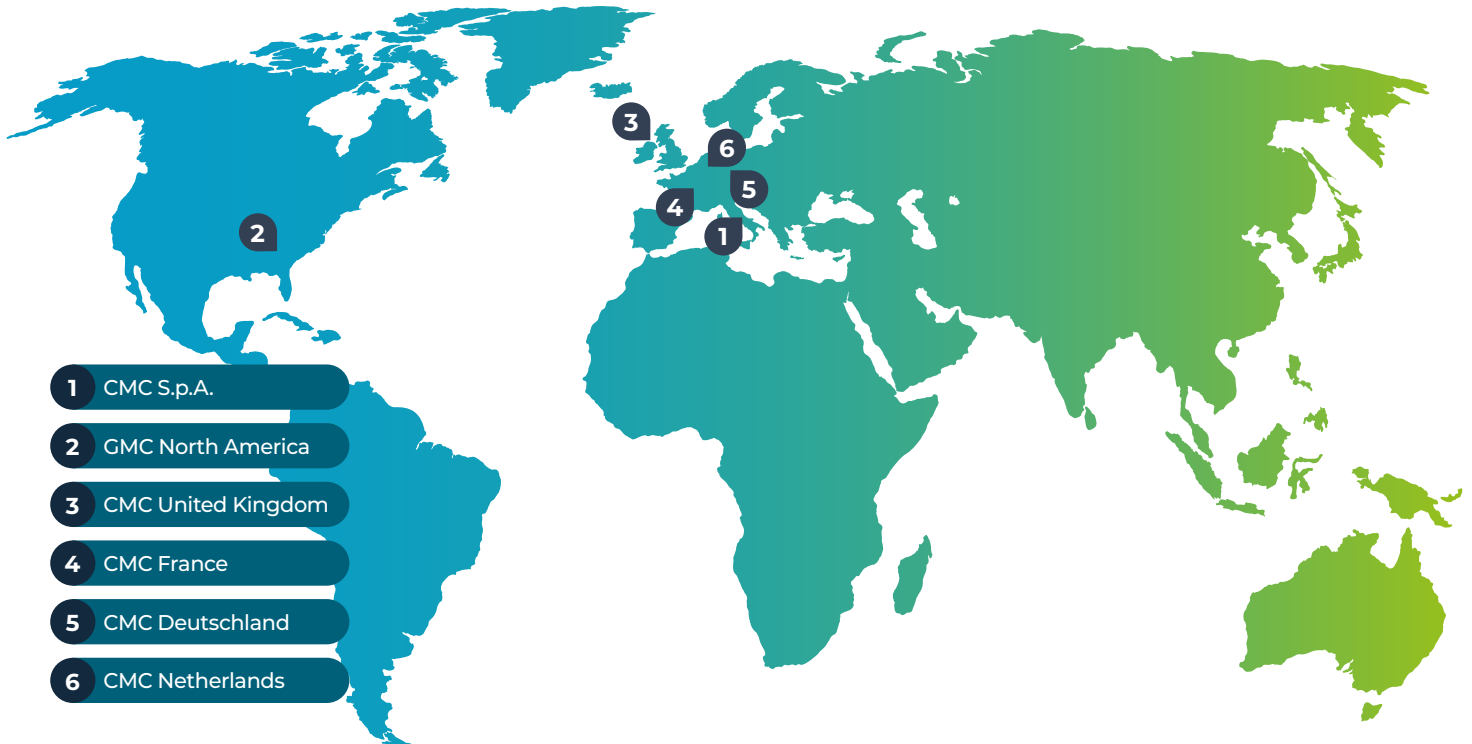 3
6
5
4
2
1
1 CMC S.p.A.
2 GMC North America
3 CMC United Kingdom
4 CMC France
5 CMC Deutschland
6 CMC Netherlands